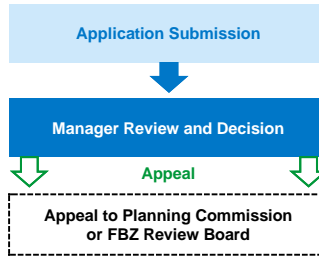 Application Submission
Manager Review and Decision
Appeal
Appeal to Planning Commission
or FBZ Review Board